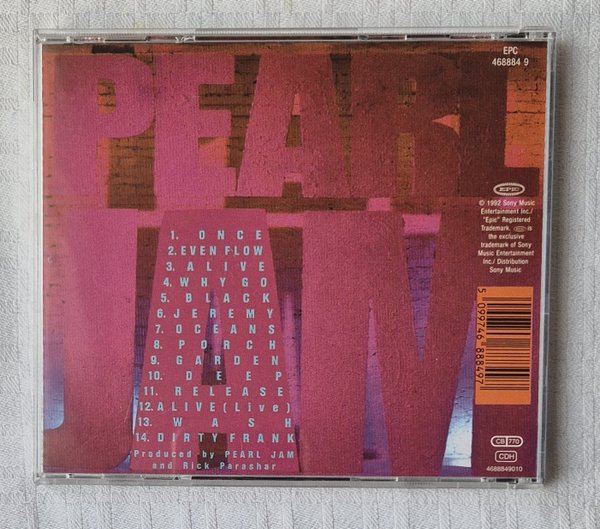 PEARL
JAM
EPC
468884 9
EPIC
© 1992 Sony Music
Entertainment Inc./
"Epic" Registered
Trademark. EPIC is
the exclusive
trademark of Sony
Music Entertainment
Inc./ Distribution
Sony Music
1. ONCE
2. EVEN FLOW
3. ALIVE
4. WHY GO
5. BLACK
6. JEREMY
7. OCEANS
8. PORCH
9. GARDEN
10. DEEP
11. RELEASE
12. ALIVE (Live)
13. WASH
14. DIRTY FRANK
Produced by PEARL JAM
and Rick Parashar
5 099746 888497
CB 770
CDH
4688849010